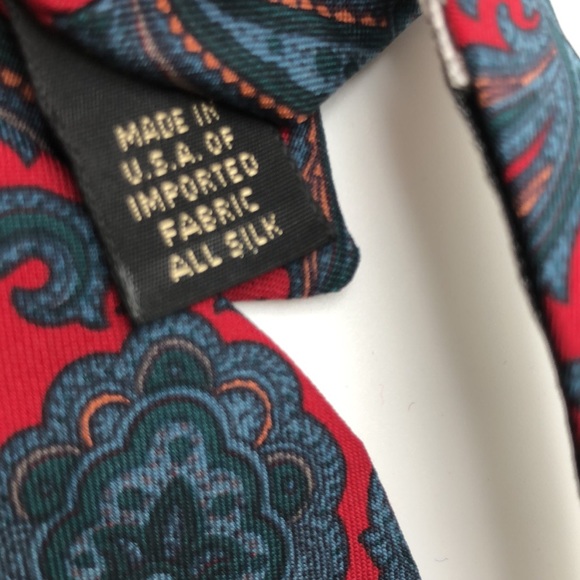 MADE IN
U.S.A. OF
IMPORTED
FABRIC
ALL SILK